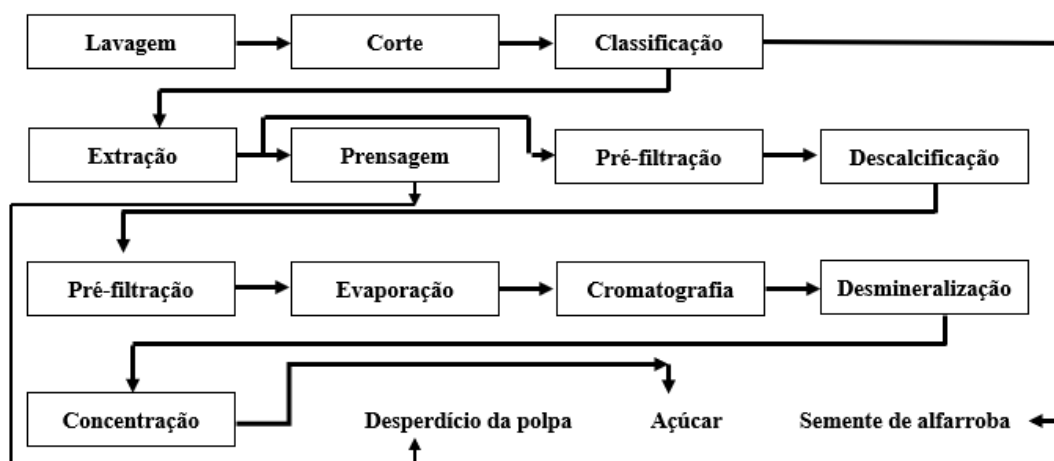 Lavagem
Corte
Classificação
Extração
Prensagem
Pré-filtração
Descalcificação
Pré-filtração
Evaporação
Cromatografia
Desmineralização
Concentração
Desperdício da polpa
Açúcar
Semente de alfarroba